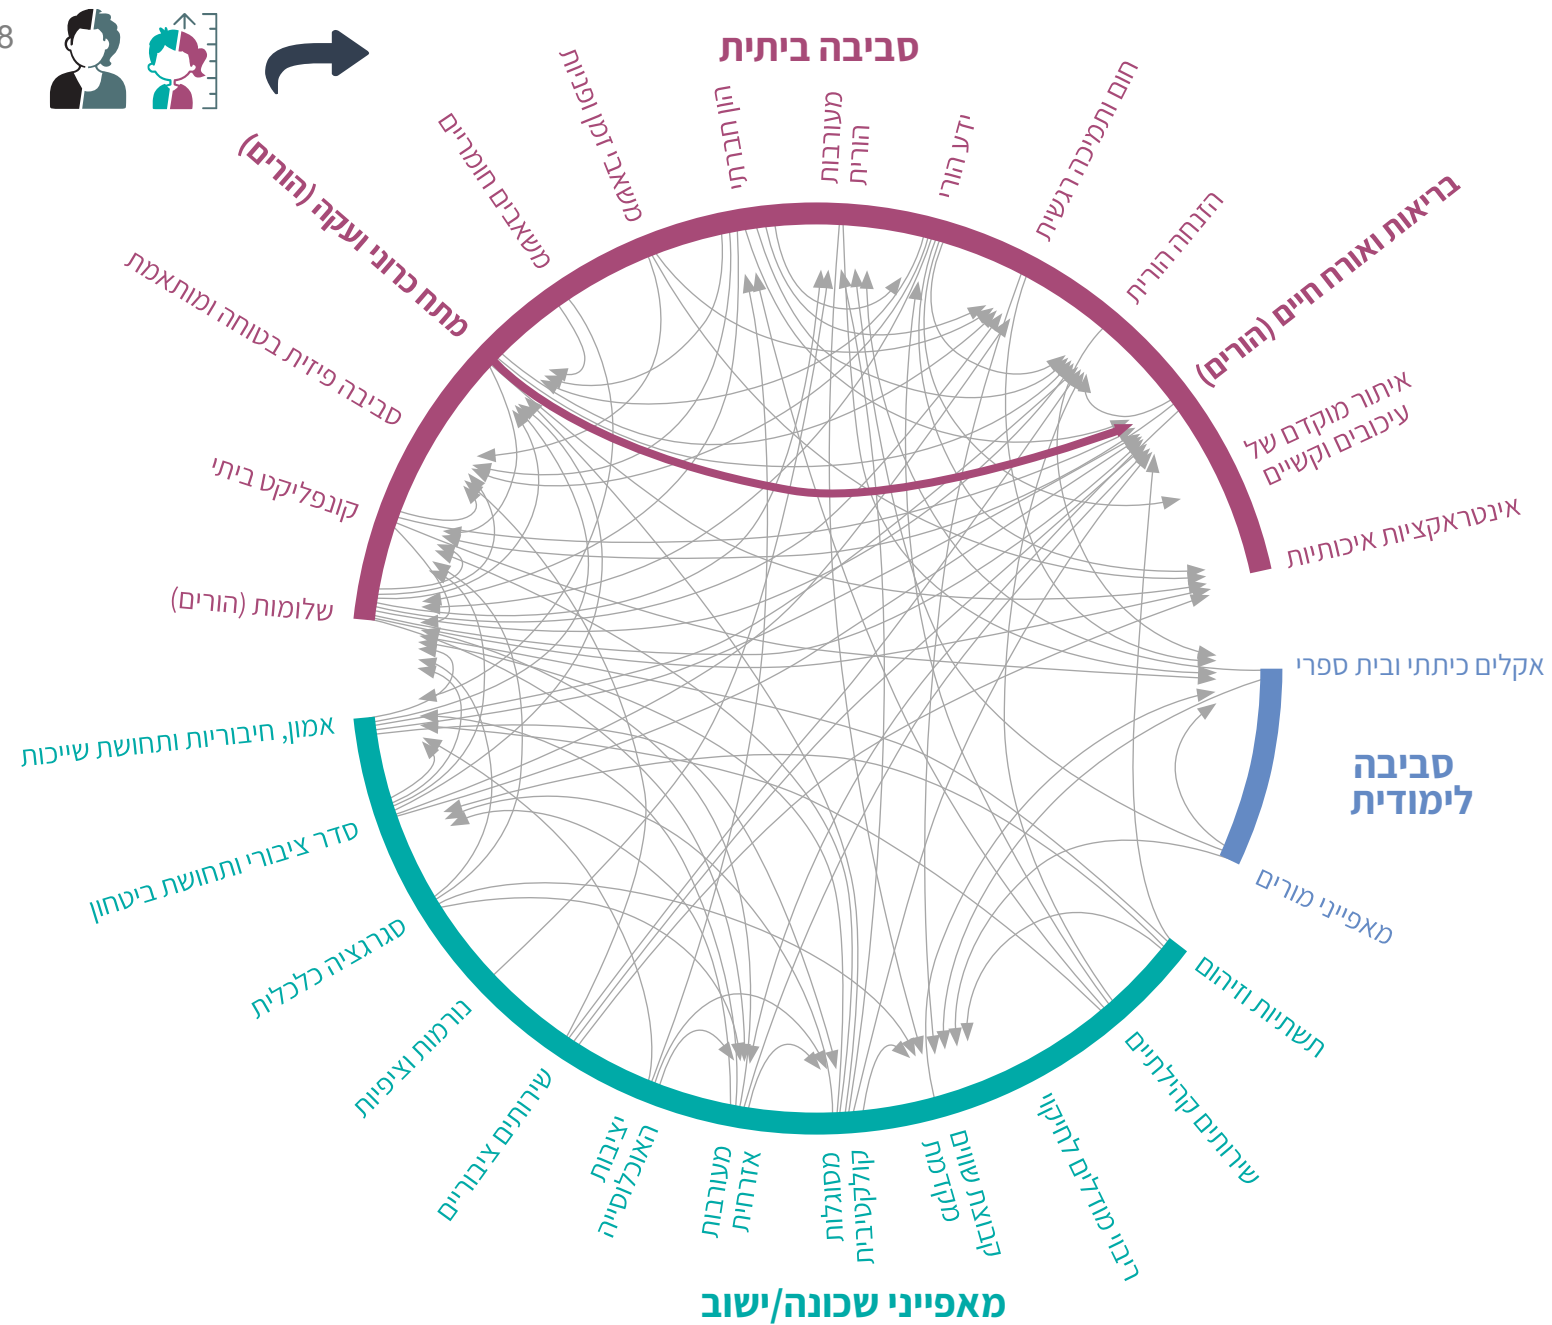 8
סביבה ביתית
מתח כרוני ועקה (הורים)
משאבים חומריים
משאבי זמן ופניות
תרבות ויון
מעורבות
הורית
ידע הורי
חום ותמיכה רגשית
הזנחה הורית
בריאות ואורח חיים (הורים)
איתור מוקדם של
עיכובים וקשיים
אינטראקציות איכותיות
סביבה פיזית בטוחה ומותאמת
קונפליקט ביתי
שלומות (הורים)
אקלים כיתתי ובית ספרי
סביבה
לימודית
מאפייני מורים
תשתיות וזיהום
שירותים קהילתיים
ריבוי מודלים לחיקוי
קבוצת שווים
מקדמת
מסוגלות
קולקטיבית
מעורבות
אזרחית
יציבות
האוכלוסייה
שירותים ציבוריים
נורמות וציפיות
סגרגציה כלכלית
סדר ציבורי ותחושת ביטחון
אמון, חיבוריות ותחושת שייכות
מאפייני שכונה/ישוב